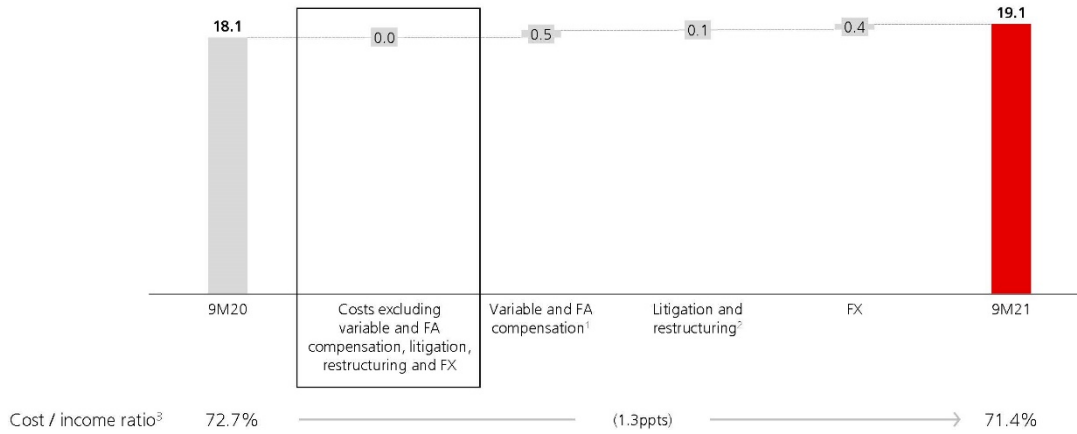 18.1
0.0
0.5
0.1
0.4
19.1
9M20
Costs excluding
variable and FA
compensation, litigation,
restructuring and FX
Variable and FA
compensation¹
Litigation and
restructuring²
FX
9M21
Cost / income ratio³ 72.7% (1.3ppts) 71.4%